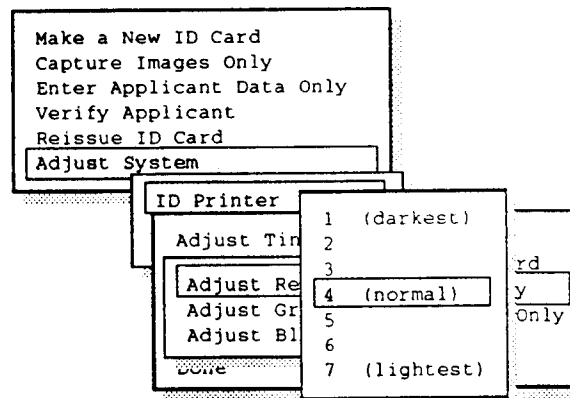 Make a New ID Card
Capture Images Only
Enter Applicant Data Only
Verify Applicant
Reissue ID Card
Adjust System
ID Printer
Adjust Tin
Adjust Re
Adjust Gr
Adjust Bl
Done
1 (darkest)
2
3
4 (normal)
5
6
7 (lightest)
rd
y
Only